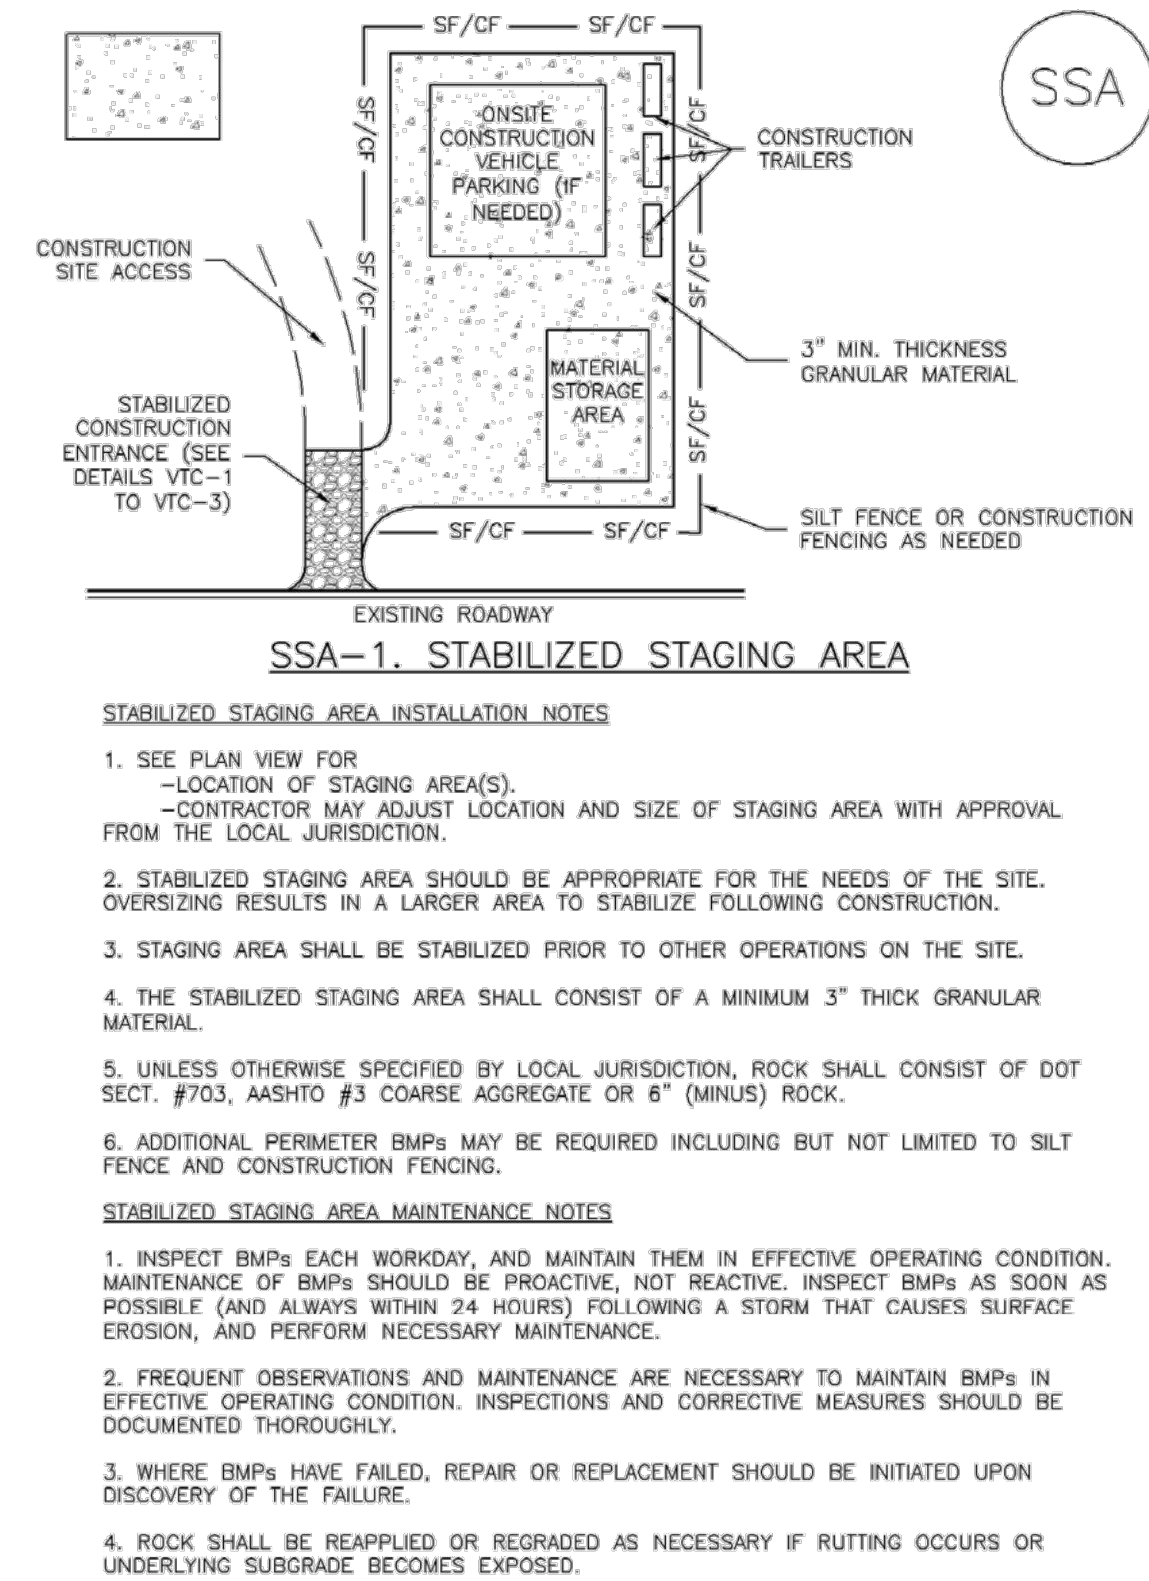 SF/CF SF/CF
SSA
SF/CF
SF/CF
ONSITE
CONSTRUCTION
VEHICLE
PARKING (IF
NEEDED)
SF/CF
CONSTRUCTION
TRAILERS
CONSTRUCTION
SITE ACCESS
SF/CF
SF/CF
3" MIN. THICKNESS
GRANULAR MATERIAL
MATERIAL
STORAGE
AREA
STABILIZED
CONSTRUCTION
ENTRANCE (SEE
DETAILS VTC-1
TO VTC-3)
SF/CF SF/CF
SILT FENCE OR CONSTRUCTION
FENCING AS NEEDED
EXISTING ROADWAY
SSA-1. STABILIZED STAGING AREA
STABILIZED STAGING AREA INSTALLATION NOTES
1. SEE PLAN VIEW FOR
-LOCATION OF STAGING AREA(S).
-CONTRACTOR MAY ADJUST LOCATION AND SIZE OF STAGING AREA WITH APPROVAL
FROM THE LOCAL JURISDICTION.
2. STABILIZED STAGING AREA SHOULD BE APPROPRIATE FOR THE NEEDS OF THE SITE.
OVERSIZING RESULTS IN A LARGER AREA TO STABILIZE FOLLOWING CONSTRUCTION.
3. STAGING AREA SHALL BE STABILIZED PRIOR TO OTHER OPERATIONS ON THE SITE.
4. THE STABILIZED STAGING AREA SHALL CONSIST OF A MINIMUM 3" THICK GRANULAR
MATERIAL.
5. UNLESS OTHERWISE SPECIFIED BY LOCAL JURISDICTION, ROCK SHALL CONSIST OF DOT
SECT. #703, AASHTO #3 COARSE AGGREGATE OR 6" (MINUS) ROCK.
6. ADDITIONAL PERIMETER BMPs MAY BE REQUIRED INCLUDING BUT NOT LIMITED TO SILT
FENCE AND CONSTRUCTION FENCING.
STABILIZED STAGING AREA MAINTENANCE NOTES
1. INSPECT BMPs EACH WORKDAY, AND MAINTAIN THEM IN EFFECTIVE OPERATING CONDITION.
MAINTENANCE OF BMPs SHOULD BE PROACTIVE, NOT REACTIVE. INSPECT BMPs AS SOON AS
POSSIBLE (AND ALWAYS WITHIN 24 HOURS) FOLLOWING A STORM THAT CAUSES SURFACE
EROSION, AND PERFORM NECESSARY MAINTENANCE.
2. FREQUENT OBSERVATIONS AND MAINTENANCE ARE NECESSARY TO MAINTAIN BMPs IN
EFFECTIVE OPERATING CONDITION. INSPECTIONS AND CORRECTIVE MEASURES SHOULD BE
DOCUMENTED THOROUGHLY.
3. WHERE BMPs HAVE FAILED, REPAIR OR REPLACEMENT SHOULD BE INITIATED UPON
DISCOVERY OF THE FAILURE.
4. ROCK SHALL BE REAPPLIED OR REGRADED AS NECESSARY IF RUTTING OCCURS OR
UNDERLYING SUBGRADE BECOMES EXPOSED.